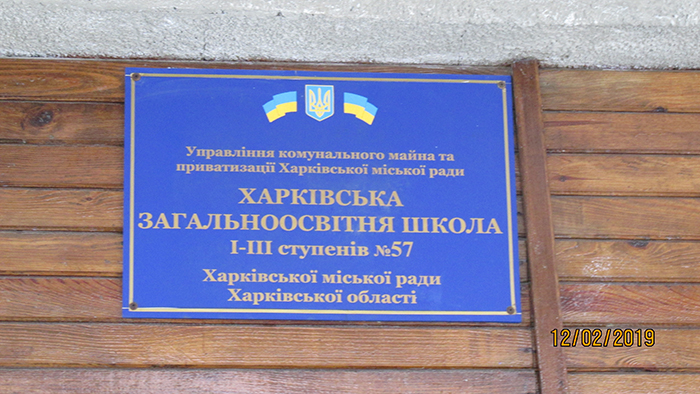 Управління комунального майна та
приватизації Харківської міської ради
ХАРКІВСЬКА
ЗАГАЛЬНООСВІТНЯ ШКОЛА
І-ІІІ ступенів №57
Харківської міської ради
Харківської області
12/02/2019